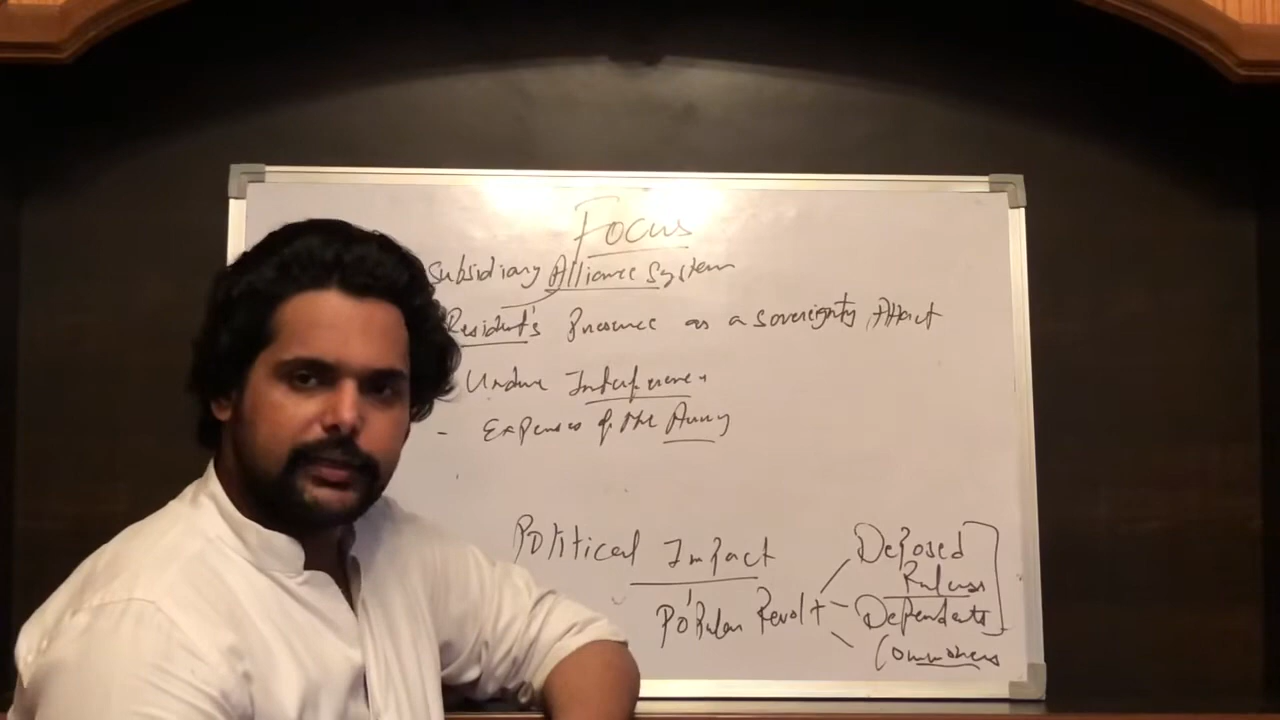 Focus
Subsidiary Alliance System
Resident's Presence as a sovereignty
Undue Interference
- Expenses of the Army
Political Impact
Popular Revolt
Deposed
Rulers
Dependents
Commoners